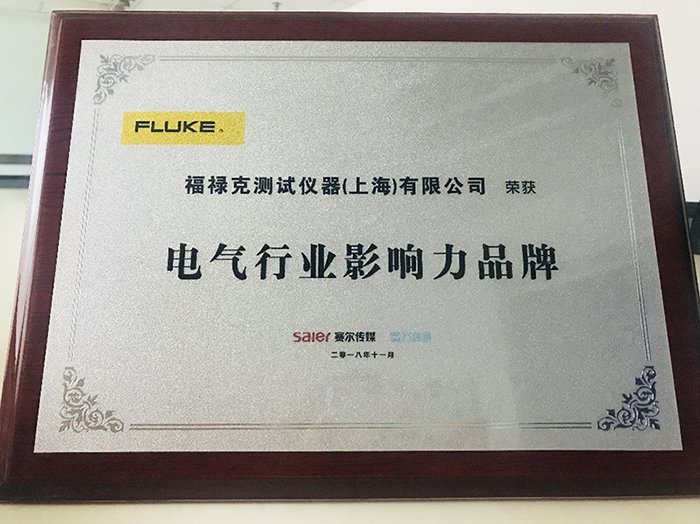 FLUKE
福禄克测试仪器(上海)有限公司 荣获
电气行业影响力品牌
saier 赛尔传媒
二零一八年十一月